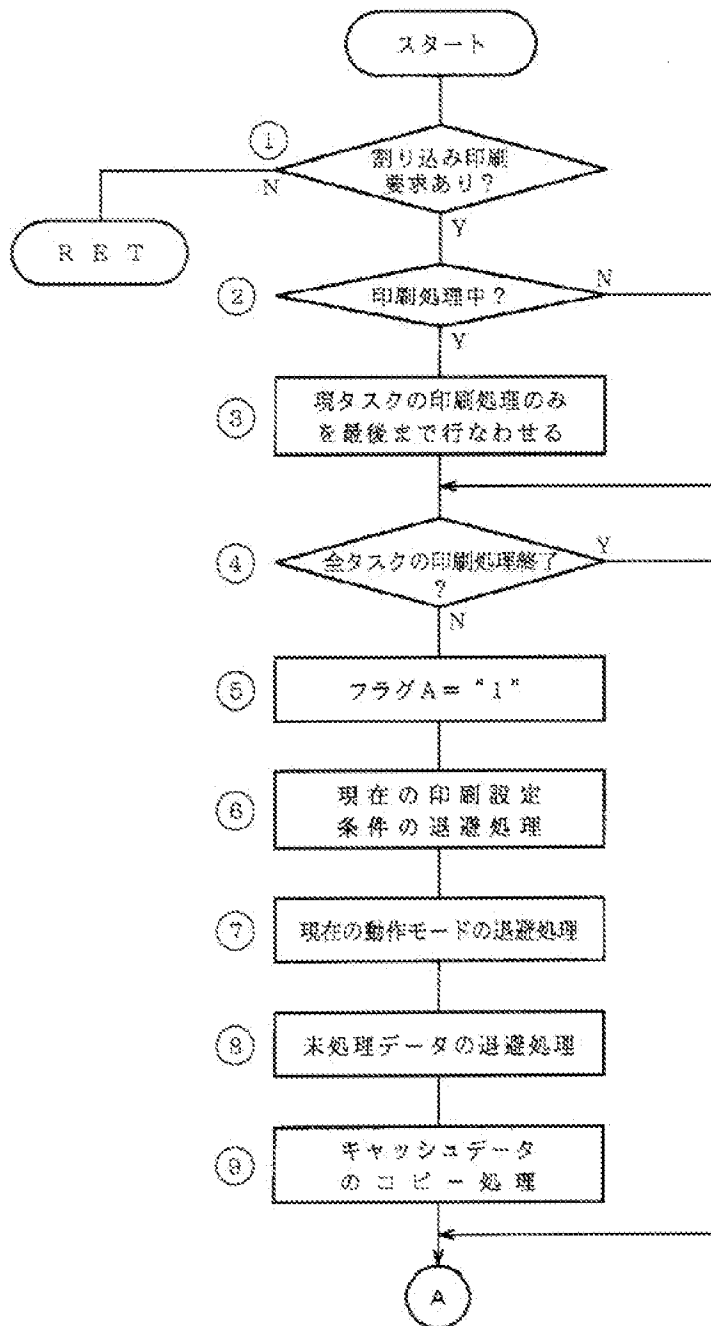 スタート
①
割り込み印刷
要求あり？
N
Y
RET
②
印刷処理中？
N
Y
③
現タスクの印刷処理のみ
を最後まで行なわせる
④
全タスクの印刷処理終了
？
Y
N
⑤
フラグA＝“1”
⑥
現在の印刷設定
条件の退避処理
⑦
現在の動作モードの退避処理
⑧
未処理データの退避処理
⑨
キャッシュデータ
のコピー処理
A